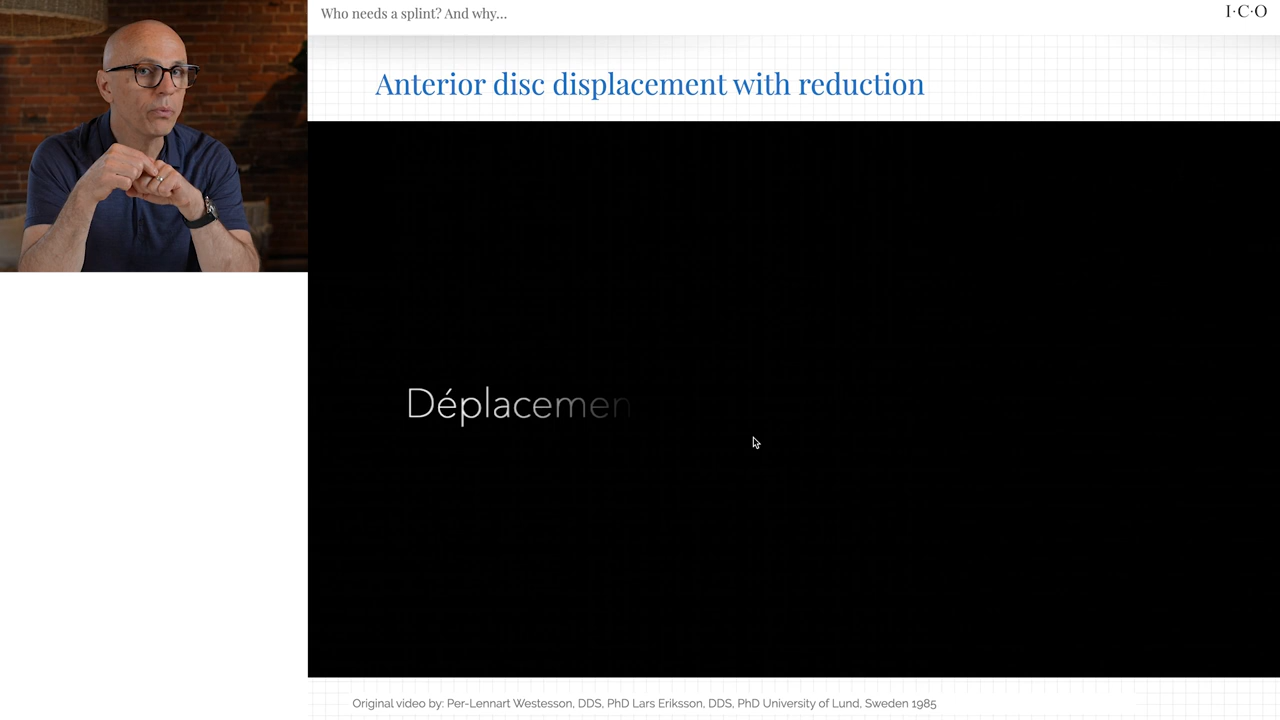 Who needs a splint? And why...
I·C·O
Anterior disc displacement with reduction
Déplacemen
Original video by: Per-Lennart Westesson, DDS, PhD Lars Eriksson, DDS, PhD University of Lund, Sweden 1985